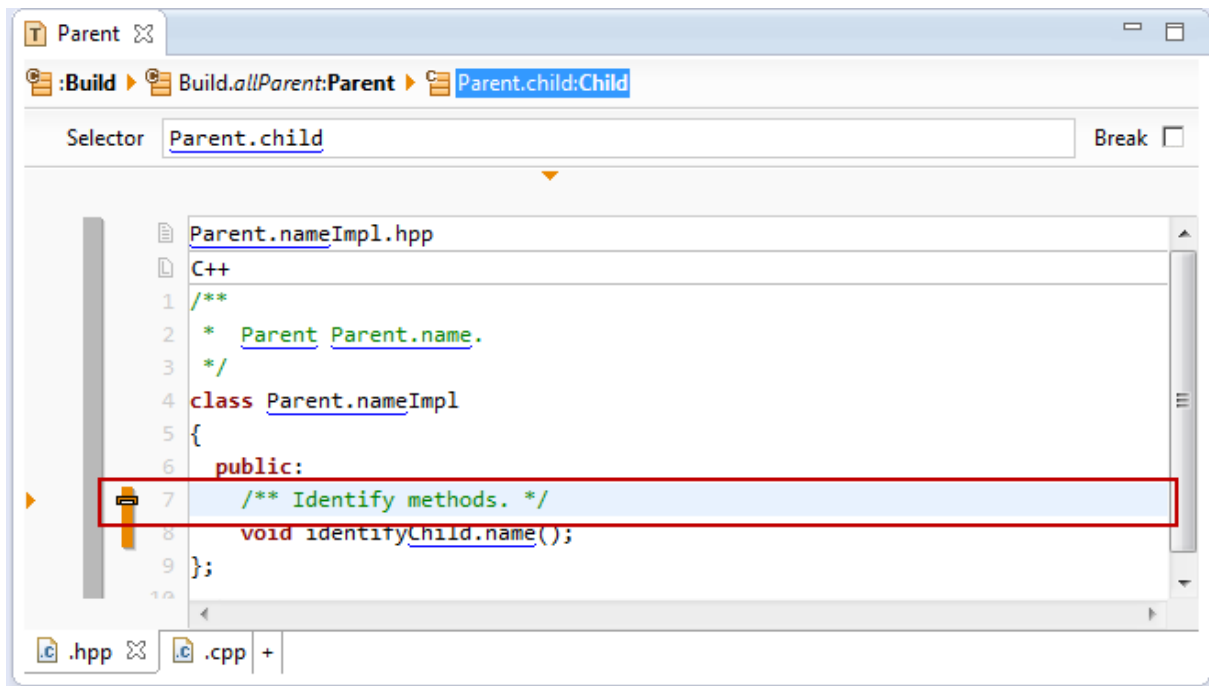 Parent
:Build Build.allParent:Parent Parent.child:Child
Selector Parent.child Break
Parent.nameImpl.hpp
C++
1 /**
2 * Parent Parent.name.
3 */
4 class Parent.nameImpl
5 {
6 public:
7 /** Identify methods. */
8 void identifyChild.name();
9 };
10
.hpp .cpp +